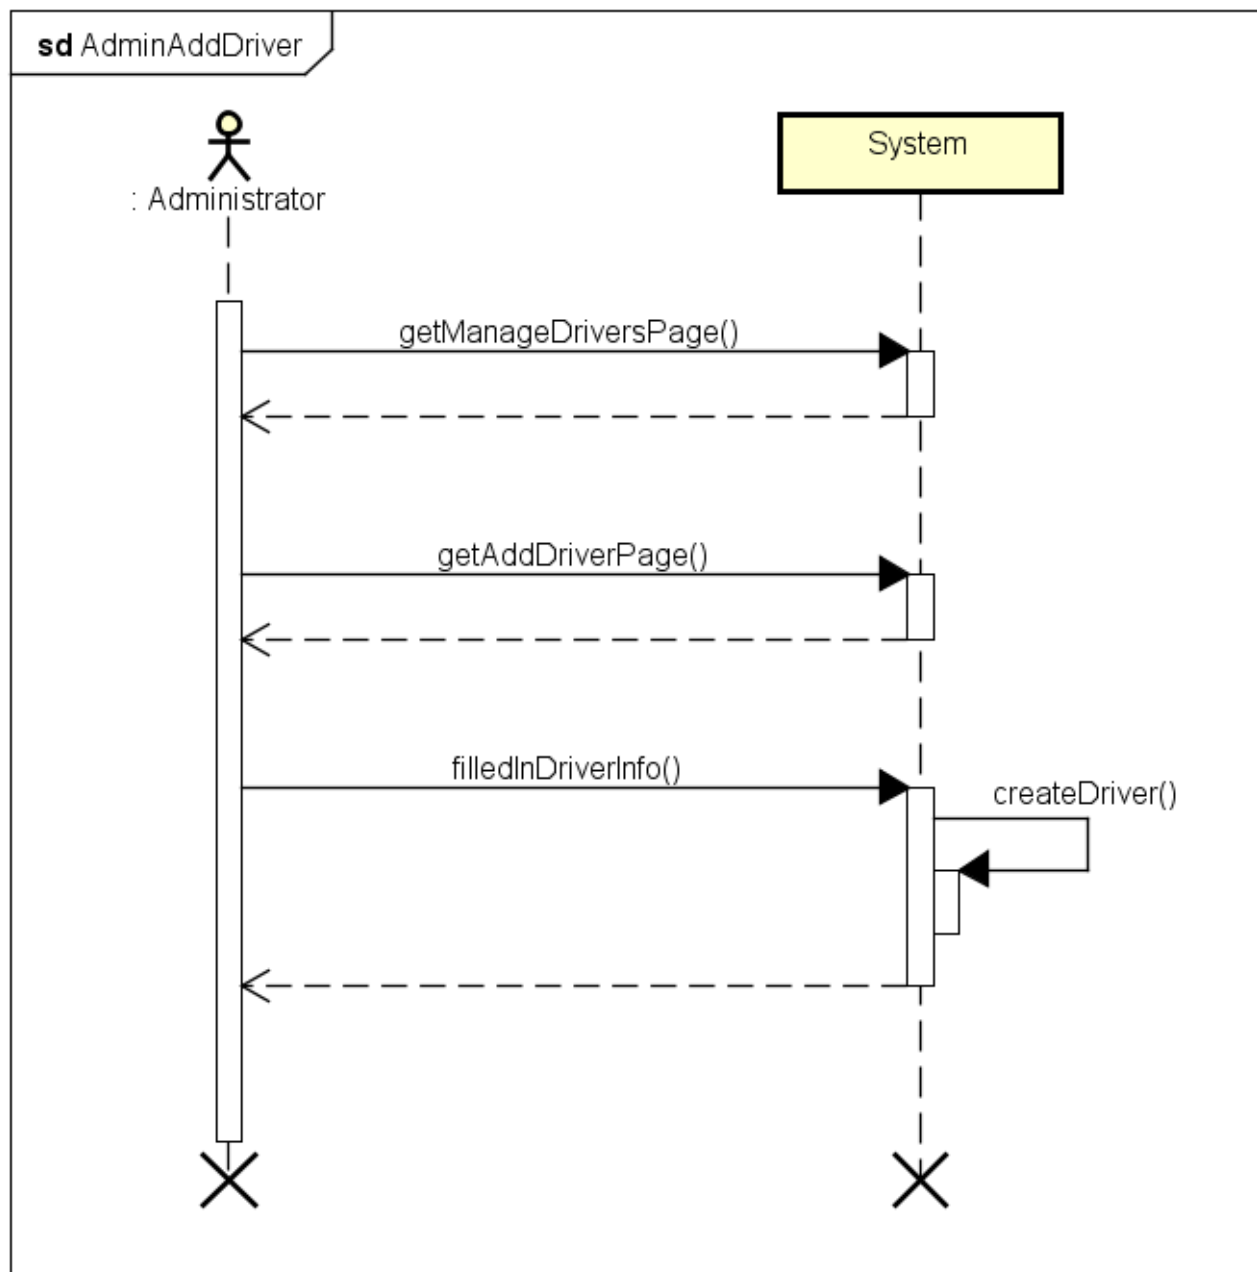 sd AdminAddDriver
: Administrator
System
getManageDriversPage()
getAddDriverPage()
filledInDriverInfo()
createDriver()